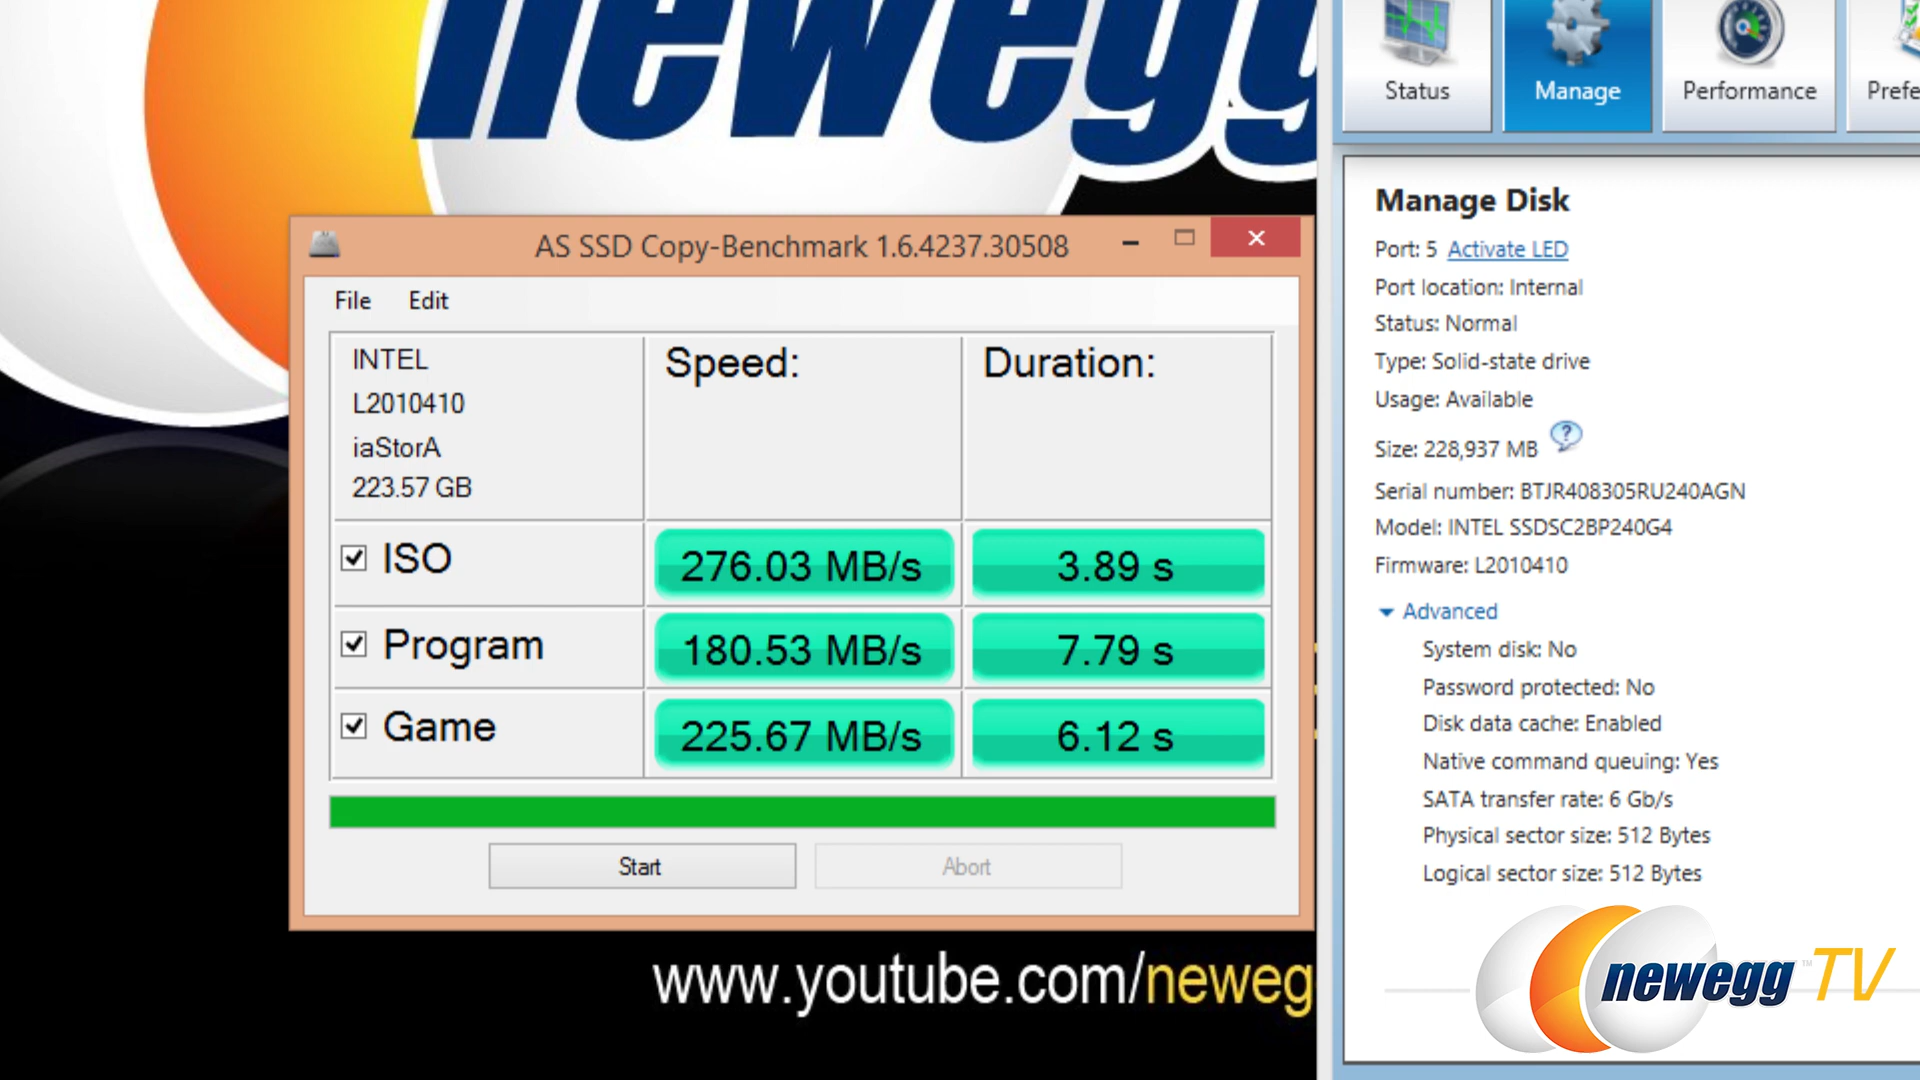 newegg
Status
Manage
Performance
Prefe
AS SSD Copy-Benchmark 1.6.4237.30508
File Edit
INTEL
L2010410
iaStorA
223.57 GB
Speed:
Duration:
ISO 276.03 MB/s 3.89 s
Program 180.53 MB/s 7.79 s
Game 225.67 MB/s 6.12 s
Start Abort
www.youtube.com/neweg
Manage Disk
Port: 5 Activate LED
Port location: Internal
Status: Normal
Type: Solid-state drive
Usage: Available
Size: 228,937 MB
Serial number: BTJR408305RU240AGN
Model: INTEL SSDSC2BP240G4
Firmware: L2010410
Advanced
System disk: No
Password protected: No
Disk data cache: Enabled
Native command queuing: Yes
SATA transfer rate: 6 Gb/s
Physical sector size: 512 Bytes
Logical sector size: 512 Bytes
newegg™ TV